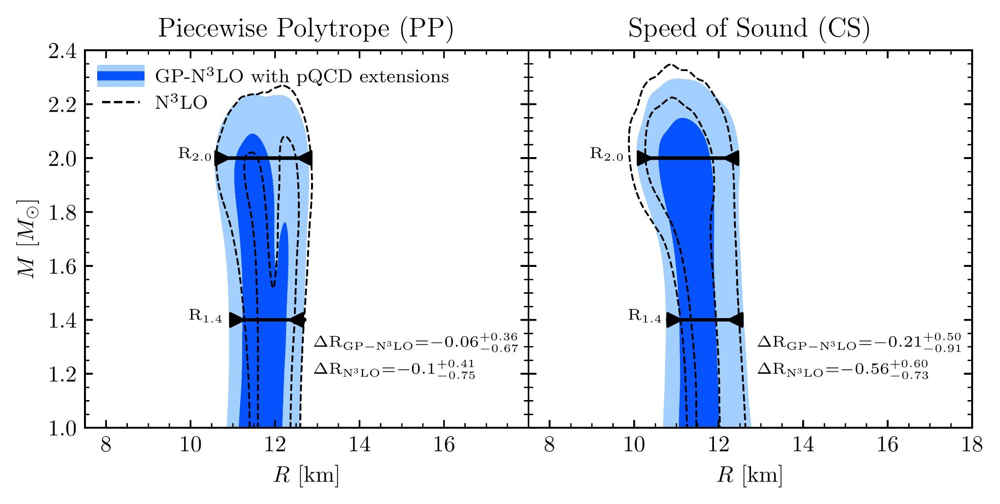 Piecewise Polytrope (PP)
Speed of Sound (CS)
2.4
2.2
2.0
1.8
1.6
1.4
1.2
1.0
M [M⊙]
GP-N³LO with pQCD extensions
N³LO
R₂.₀
R₁.₄
ΔR_GP−N³LO=−0.06^{+0.36}_{−0.67}
ΔR_N³LO=−0.1^{+0.41}_{−0.75}
8 10 12 14 16
R [km]
R₂.₀
R₁.₄
ΔR_GP−N³LO=−0.21^{+0.50}_{−0.91}
ΔR_N³LO=−0.56^{+0.60}_{−0.73}
8 10 12 14 16 18
R [km]